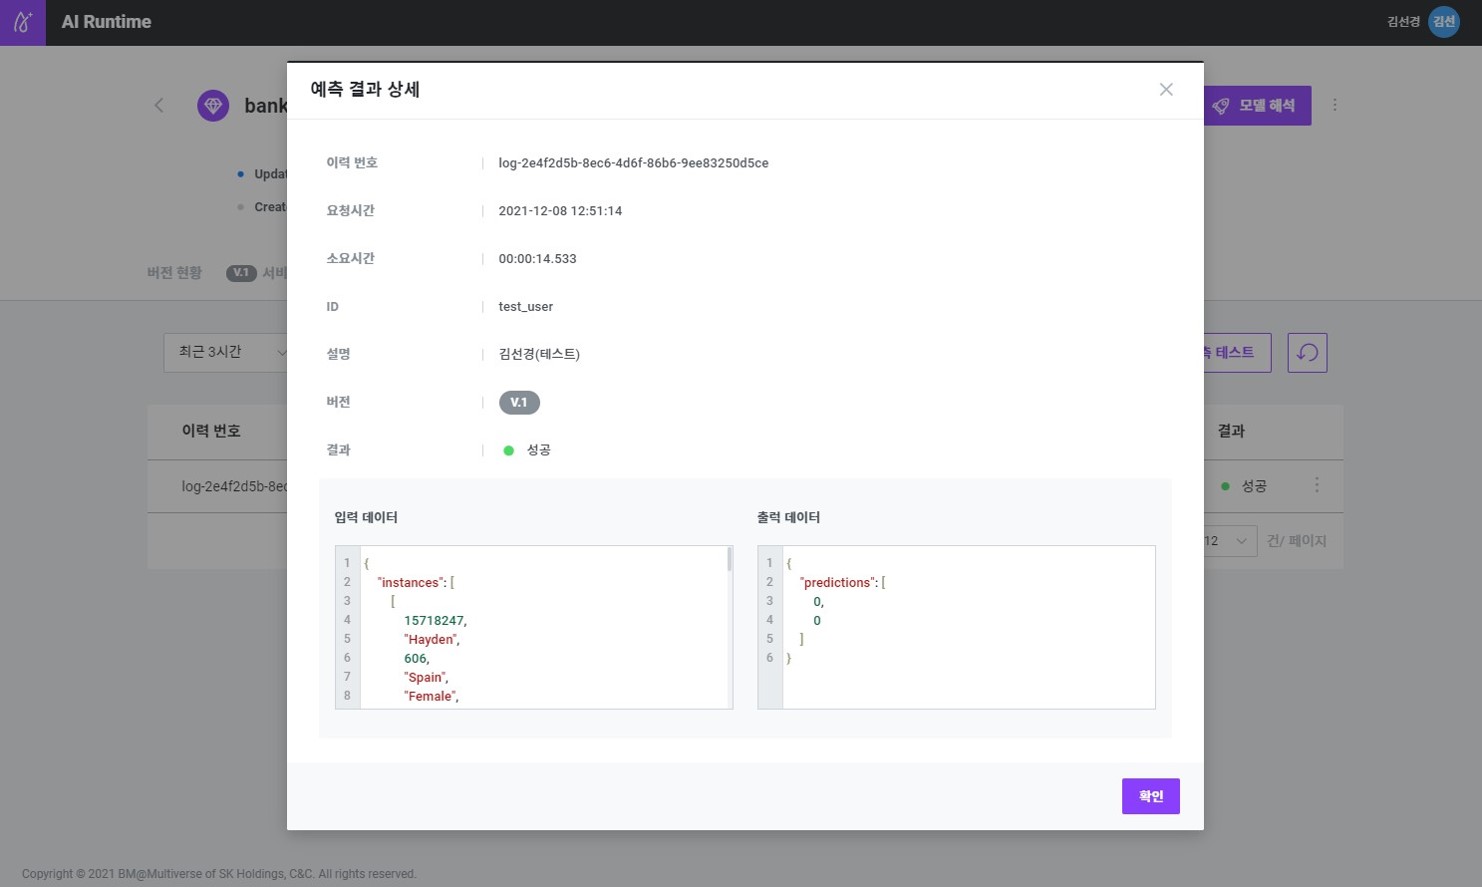 AI Runtime
김선경 김선
예측 결과 상세
bank
모델 해석
이력 번호 log-2e4f2d5b-8ec6-4d6f-86b6-9ee83250d5ce
Updat
Creat
요청시간 2021-12-08 12:51:14
소요시간 00:00:14.533
버전 현황 V.1 서비
ID test_user
최근 3시간
설명 김선경(테스트)
측 테스트
버전 V.1
이력 번호
결과
결과 성공
log-2e4f2d5b-8ec
성공
입력 데이터
출럭 데이터
12 건/ 페이지
1 {
2 "instances": [
3 [
4 15718247,
5 "Hayden",
6 606,
7 "Spain",
8 "Female",
1 {
2 "predictions": [
3 0,
4 0
5 ]
6 }
확인
Copyright © 2021 BM@Multiverse of SK Holdings, C&C. All rights reserved.